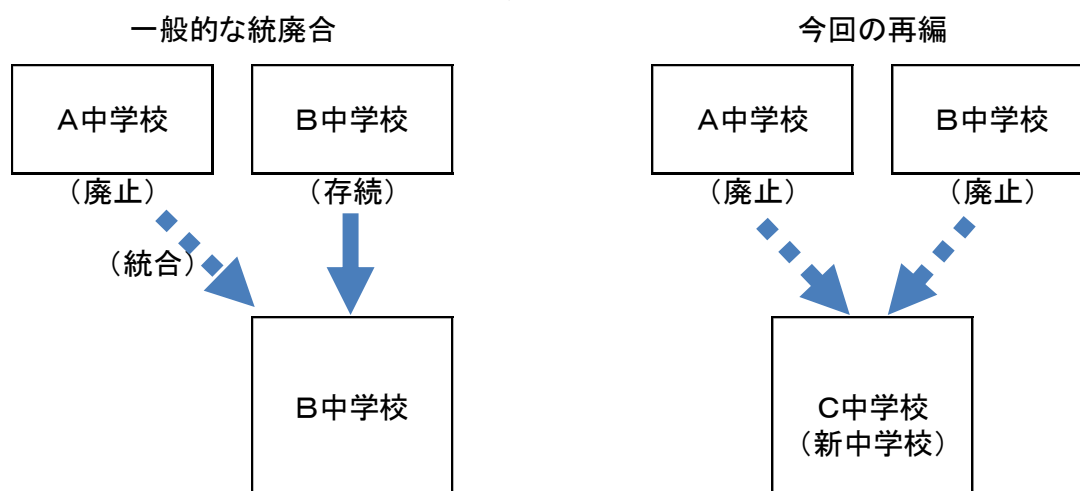 一般的な統廃合
今回の再編
A中学校
B中学校
A中学校
B中学校
（廃止）
（存続）
（廃止）
（廃止）
（統合）
B中学校
C中学校
（新中学校）